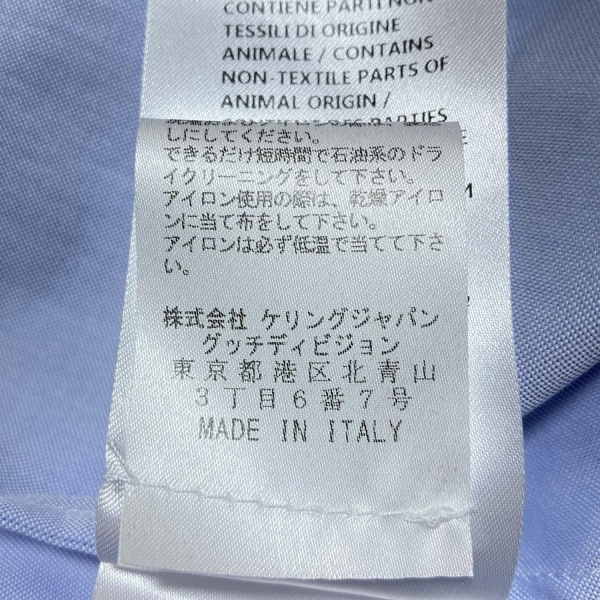 CONTIENE PARTI NON
TESSILI DI ORIGINE
ANIMALE / CONTAINS
NON-TEXTILE PARTS OF
ANIMAL ORIGIN /
PARTIES
しにしてください。
できるだけ短時間で石油系のドラ
イクリーニングをして下さい。
アイロン使用の際は、乾燥アイロ
ンに当て布をして下さい。
アイロンは必ず低温で当てて下さ
い。
株式会社 ケリングジャパン
グッチディビジョン
東京都港区北青山
3丁目6番7号
MADE IN ITALY